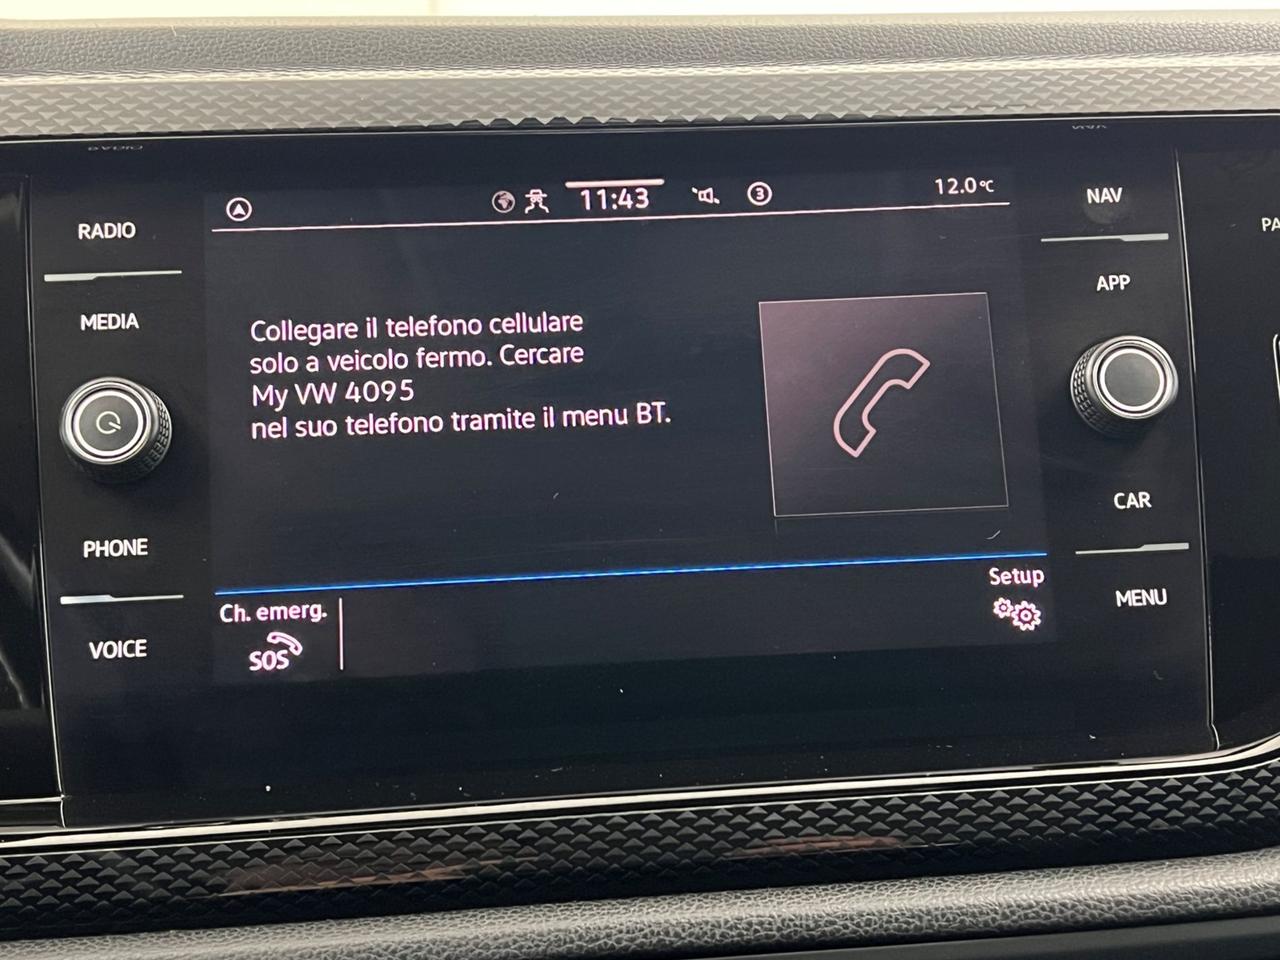 11:43
3
12.0°C
RADIO
MEDIA
PHONE
VOICE
NAV
APP
CAR
MENU
Collegare il telefono cellulare
solo a veicolo fermo. Cercare
My VW 4095
nel suo telefono tramite il menu BT.
Ch. emerg.
SOS
Setup